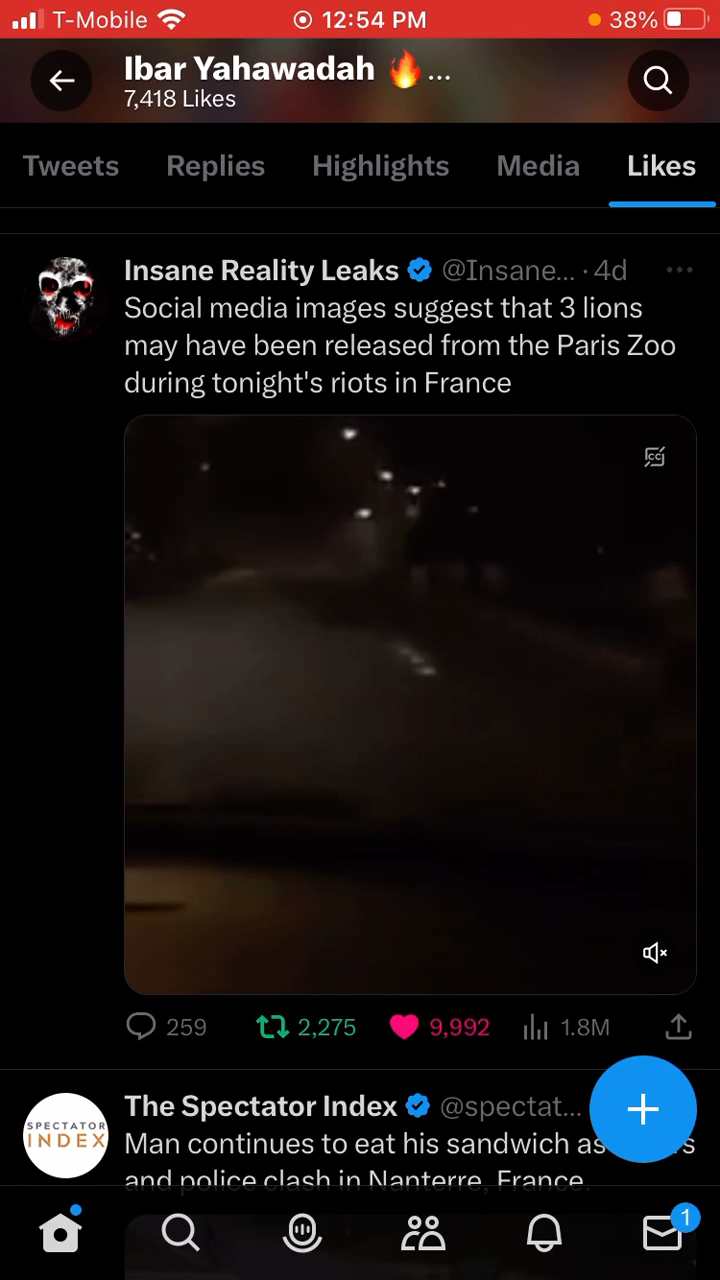 T-Mobile 12:54 PM 38%
Ibar Yahawadah 🔥...
7,418 Likes
Tweets Replies Highlights Media Likes
Insane Reality Leaks @Insane... · 4d
Social media images suggest that 3 lions
may have been released from the Paris Zoo
during tonight's riots in France
CC
259 2,275 9,992 1.8M
SPECTATOR
INDEX
The Spectator Index @spectat...
Man continues to eat his sandwich as s
and police clash in Nanterre, France.
1